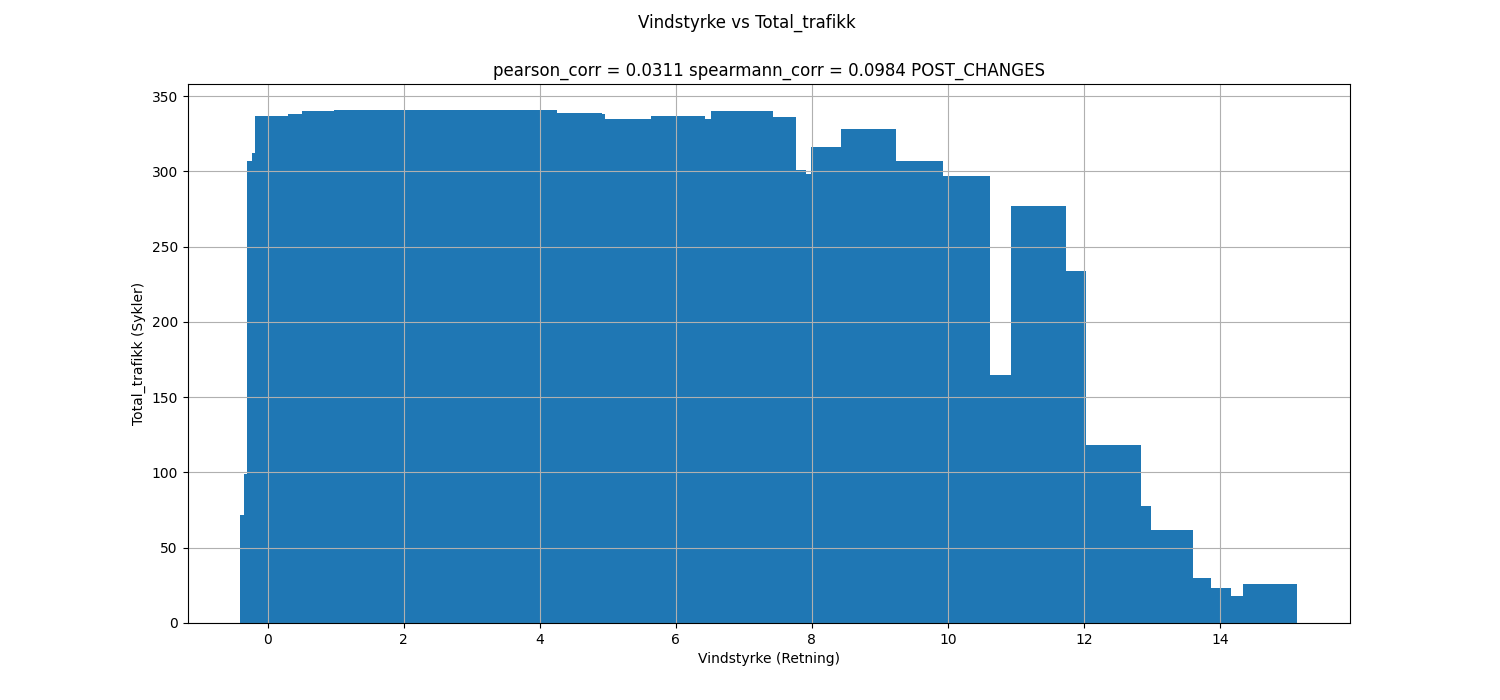 Vindstyrke vs Total_trafikk
pearson_corr = 0.0311 spearmann_corr = 0.0984 POST_CHANGES
350
300
250
200
150
100
50
0
Total_trafikk (Sykler)
0 2 4 6 8 10 12 14
Vindstyrke (Retning)